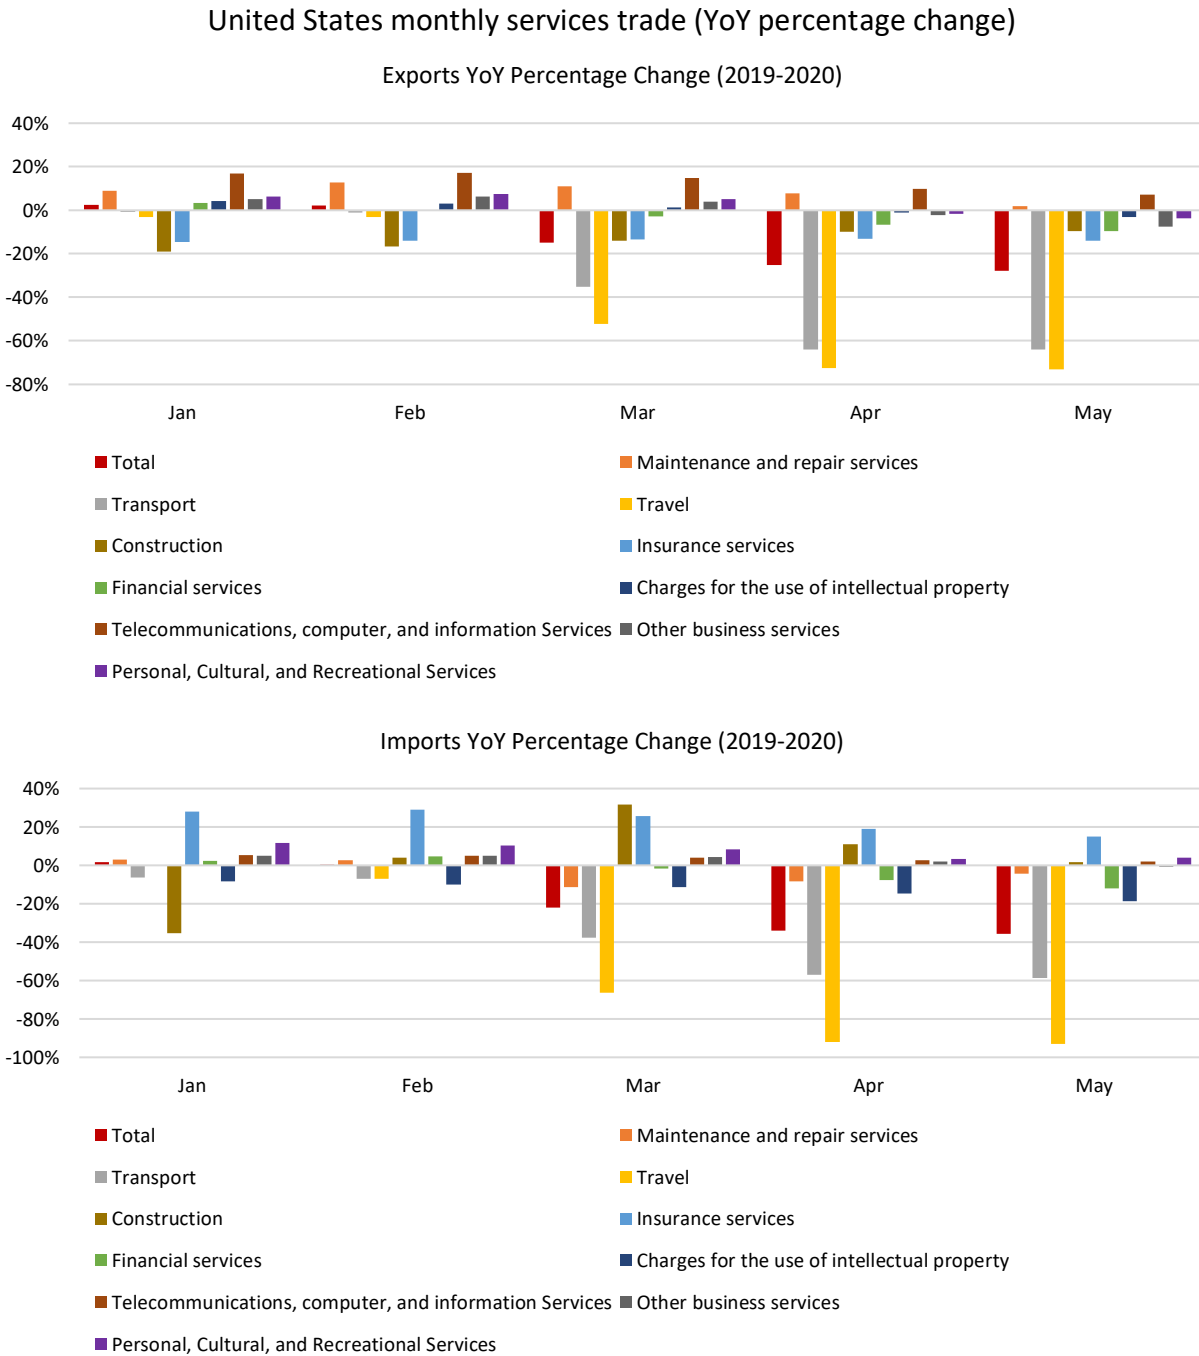 United States monthly services trade (YoY percentage change)
Exports YoY Percentage Change (2019-2020)
40%
20%
0%
-20%
-40%
-60%
-80%
Jan Feb Mar Apr May
Total Maintenance and repair services
Transport Travel
Construction Insurance services
Financial services Charges for the use of intellectual property
Telecommunications, computer, and information Services Other business services
Personal, Cultural, and Recreational Services
Imports YoY Percentage Change (2019-2020)
40%
20%
0%
-20%
-40%
-60%
-80%
-100%
Jan Feb Mar Apr May
Total Maintenance and repair services
Transport Travel
Construction Insurance services
Financial services Charges for the use of intellectual property
Telecommunications, computer, and information Services Other business services
Personal, Cultural, and Recreational Services